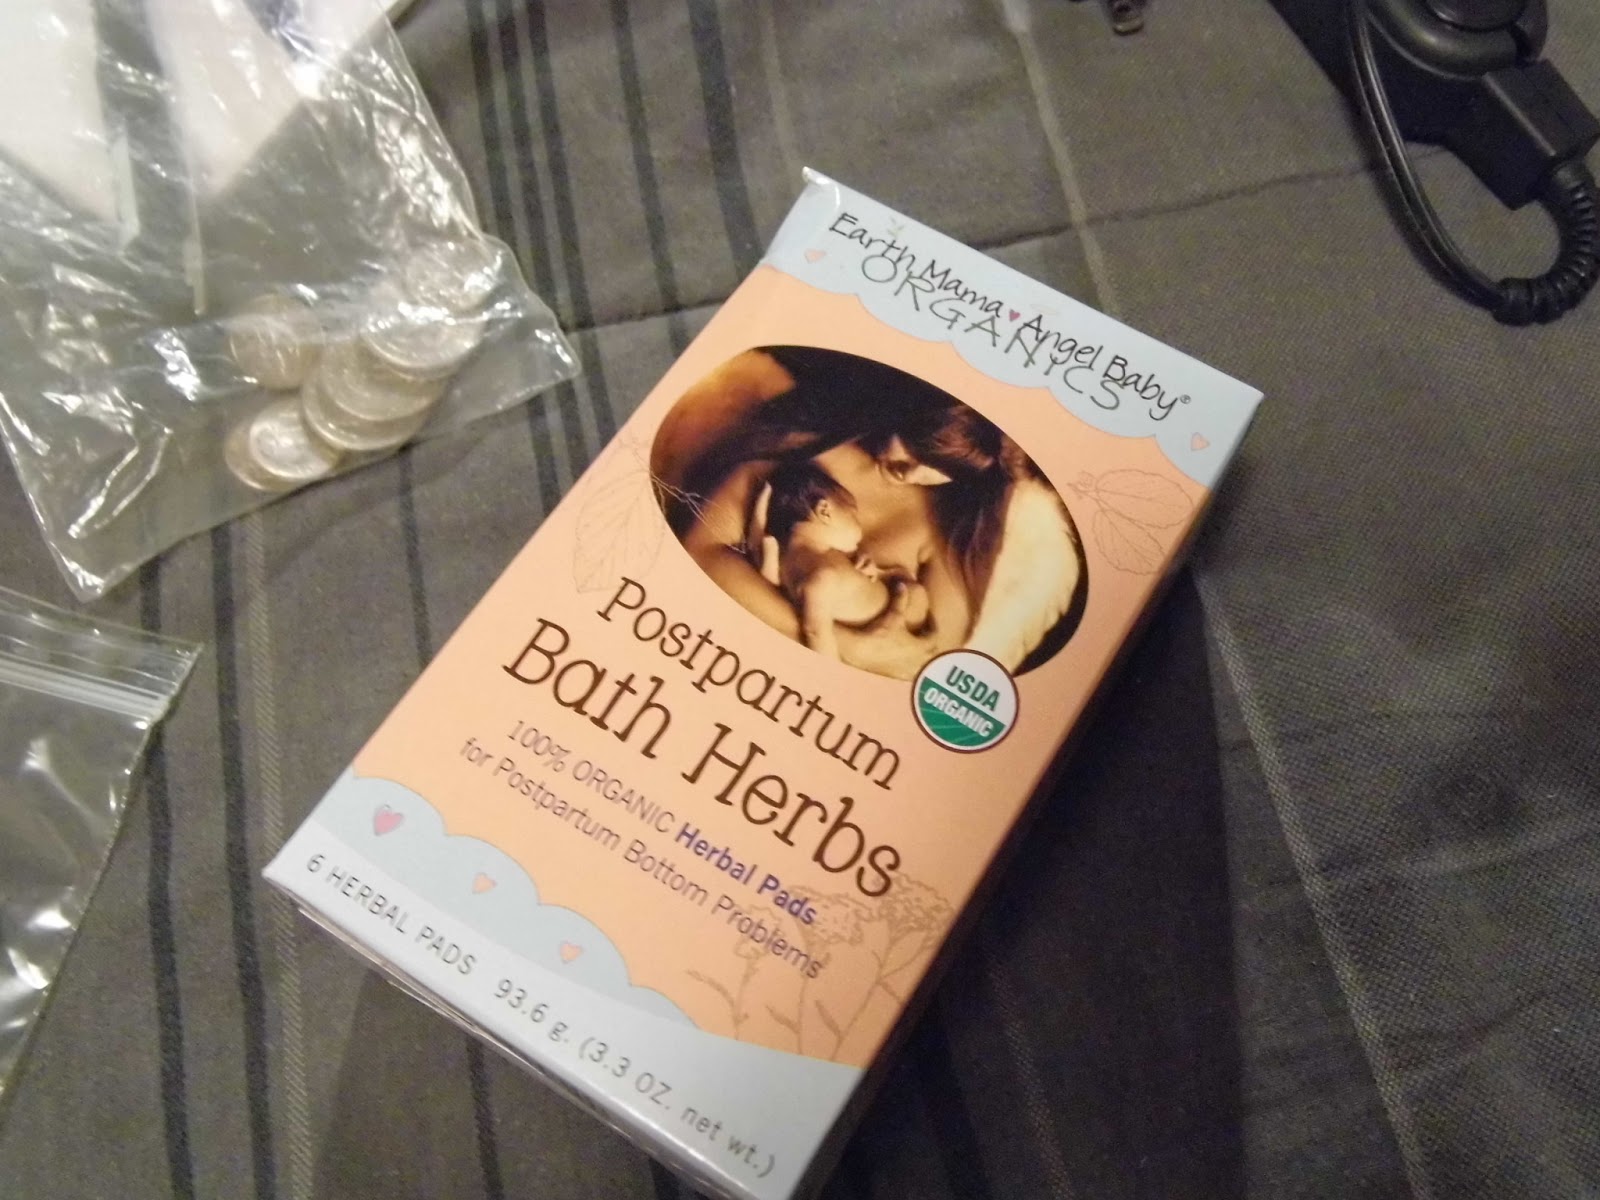 Earth Mama Angel Baby®
ORGANICS
USDA
ORGANIC
Postpartum
Bath Herbs
100% ORGANIC Herbal Pads
for Postpartum Bottom Problems
6 HERBAL PADS 93.6 g. (3.3 OZ. net wt.)